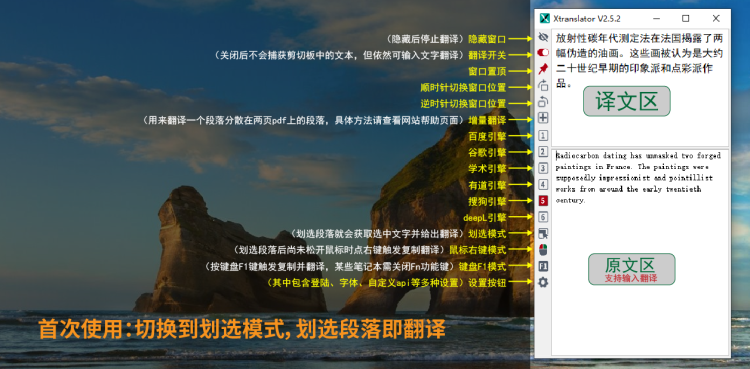 Xtranslator V2.5.2
（隐藏后停止翻译）隐藏窗口
（关闭后不会捕获剪切板中的文本，但依然可输入文字翻译）翻译开关
窗口置顶
顺时针切换窗口位置
逆时针切换窗口位置
（用来翻译一个段落分散在两页pdf上的段落，具体方法请查看网站帮助页面）增量翻译
百度引擎
谷歌引擎
学术引擎
有道引擎
搜狗引擎
deepL引擎
（划选段落就会获取选中文字并给出翻译）划选模式
（划选段落后尚未松开鼠标时点右键触发复制翻译）鼠标右键模式
（按键盘F1键触发复制并翻译，某些笔记本需关闭Fn功能键）键盘F1模式
（其中包含登陆、字体、自定义api等多种设置）设置按钮
首次使用：切换到划选模式，划选段落即翻译
1
2
3
4
5
6
F1
放射性碳年代测定法在法国揭露了两
幅伪造的油画。这些画被认为是大约
二十世纪早期的印象派和点彩派作
品。
译文区
Radiocarbon dating has unmasked two forged
paintings in France. The paintings were
supposedly impressionist and pointillist
works from around the early twentieth
century.
原文区
支持输入翻译